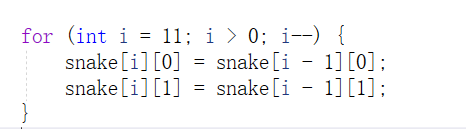 for (int i = 11; i > 0; i--) {
    snake[i][0] = snake[i - 1][0];
    snake[i][1] = snake[i - 1][1];
}